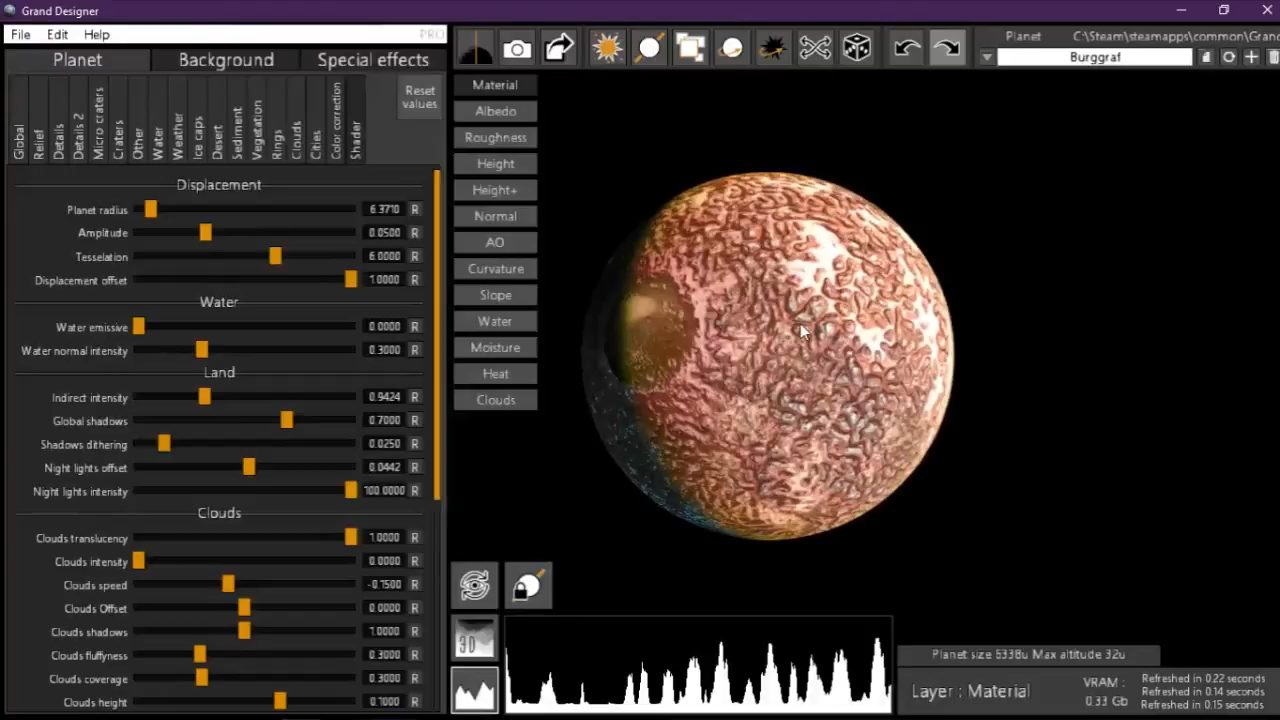 Grand Designer
File Edit Help PRO
Planet Background Special effects
Global Relief Details Details 2 Micro craters Craters Other Water Weather Ice caps Desert Sediment Vegetation Rings Clouds Cities Color correction Shader
Reset
values
Displacement
Planet radius 6.3710 R
Amplitude 0.0500 R
Tesselation 6.0000 R
Displacement offset 1.0000 R
Water
Water emissive 0.0000 R
Water normal intensity 0.3000 R
Land
Indirect intensity 0.9424 R
Global shadows 0.7000 R
Shadows dithering 0.0250 R
Night lights offset 0.0442 R
Night lights intensity 100.0000 R
Clouds
Clouds translucency 1.0000 R
Clouds intensity 0.0000 R
Clouds speed -0.1500 R
Clouds Offset 0.0000 R
Clouds shadows 1.0000 R
Clouds fluffyness 0.3000 R
Clouds coverage 0.3000 R
Clouds height 0.1000 R
Planet C:\Steam\steamapps\common\Gran
Burggraf
Material
Albedo
Roughness
Height
Height+
Normal
AO
Curvature
Slope
Water
Moisture
Heat
Clouds
3D
Planet size 5338u Max altitude 32u
Layer : Material
VRAM :
0.33 Gb
Refreshed in 0.22 seconds
Refreshed in 0.14 seconds
Refreshed in 0.15 seconds